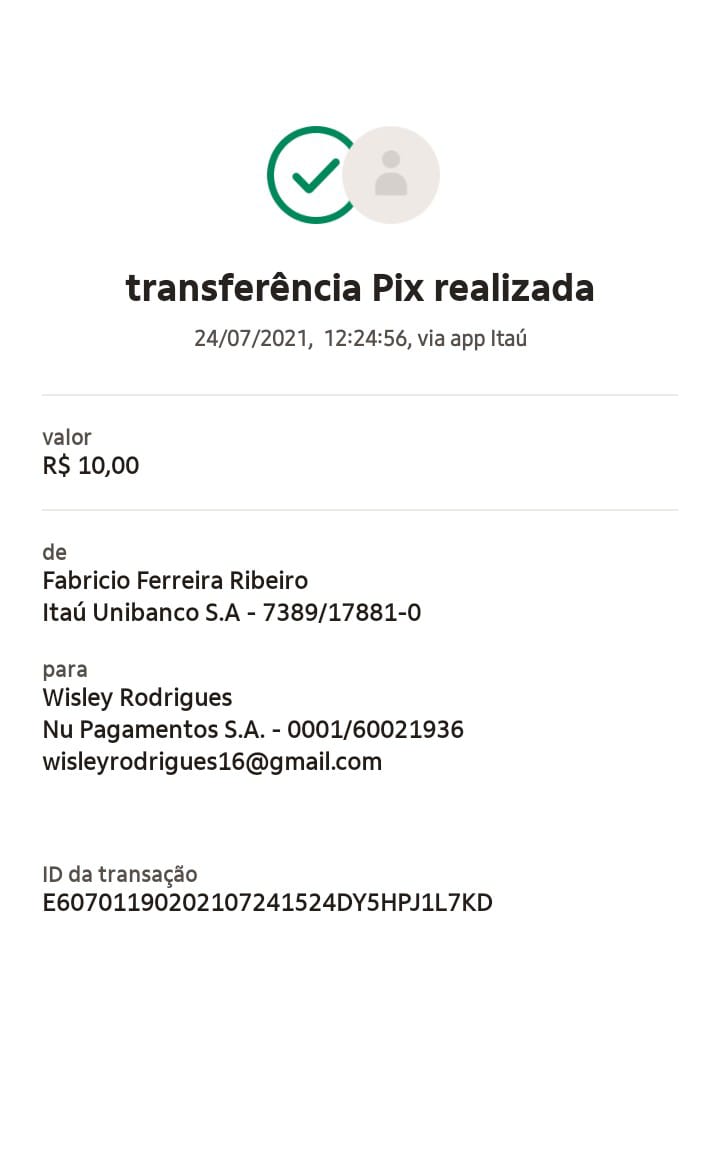 transferência Pix realizada
24/07/2021, 12:24:56, via app Itaú
valor
R$ 10,00
de
Fabricio Ferreira Ribeiro
Itaú Unibanco S.A - 7389/17881-0
para
Wisley Rodrigues
Nu Pagamentos S.A. - 0001/60021936
wisleyrodrigues16@gmail.com
ID da transação
E60701190202107241524DY5HPJ1L7KD